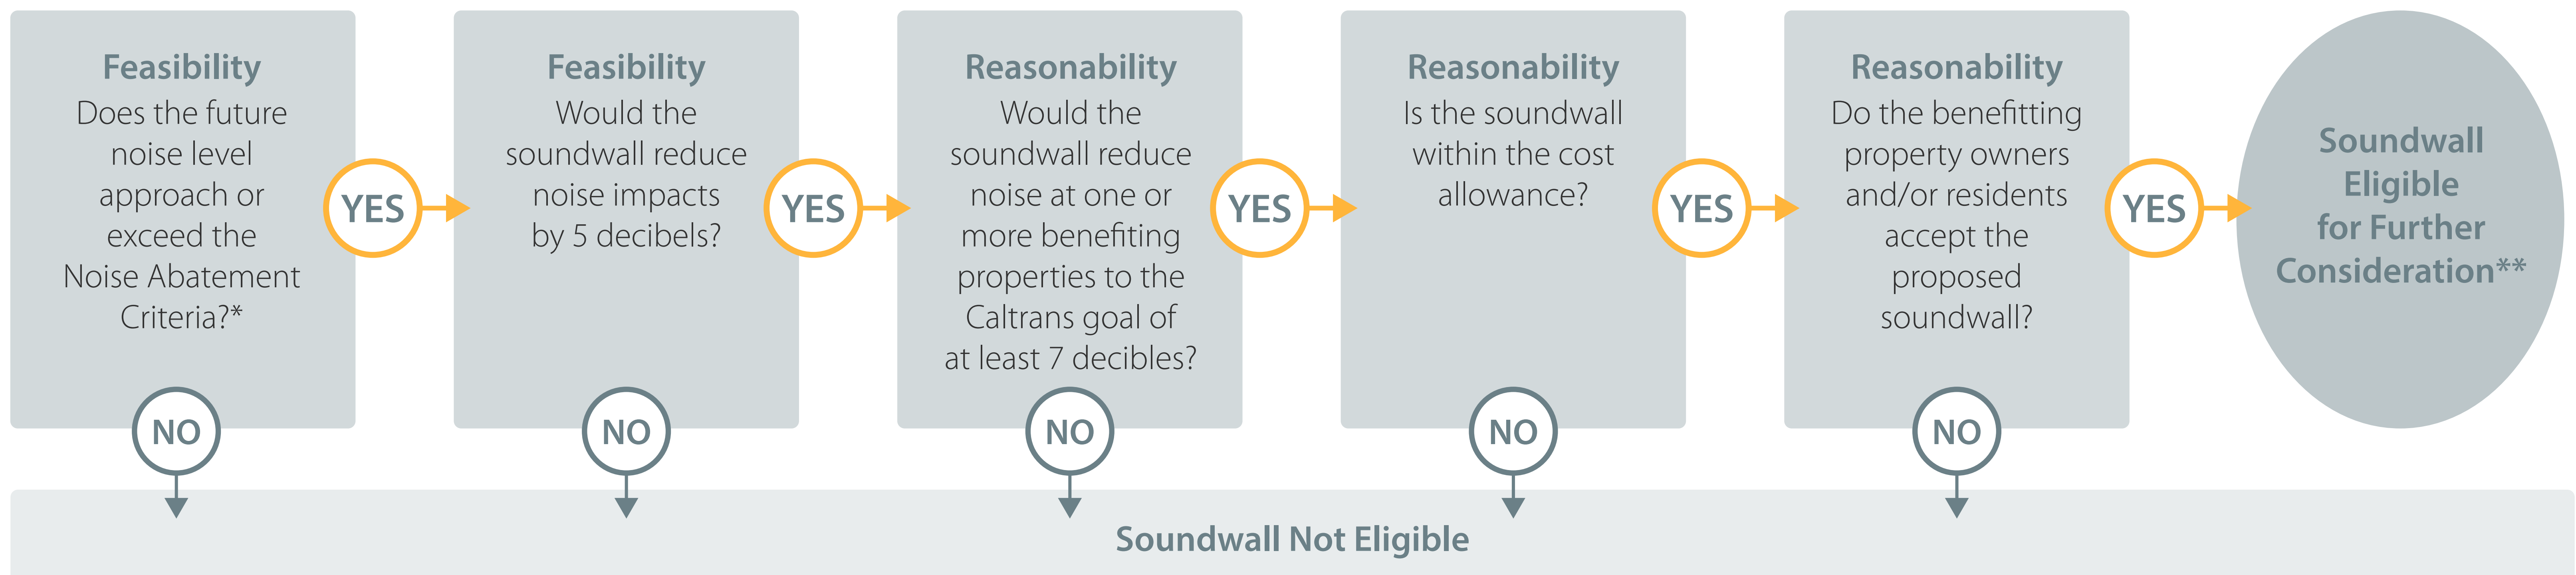 Feasibility
Does the future
noise level
approach or
exceed the
Noise Abatement
Criteria?*
YES
NO
Feasibility
Would the
soundwall reduce
noise impacts
by 5 decibels?
YES
NO
Reasonability
Would the
soundwall reduce
noise at one or
more benefiting
properties to the
Caltrans goal of
at least 7 decibles?
YES
NO
Reasonability
Is the soundwall
within the cost
allowance?
YES
NO
Reasonability
Do the benefitting
property owners
and/or residents
accept the
proposed
soundwall?
YES
NO
Soundwall
Eligible
for Further
Consideration**
Soundwall Not Eligible